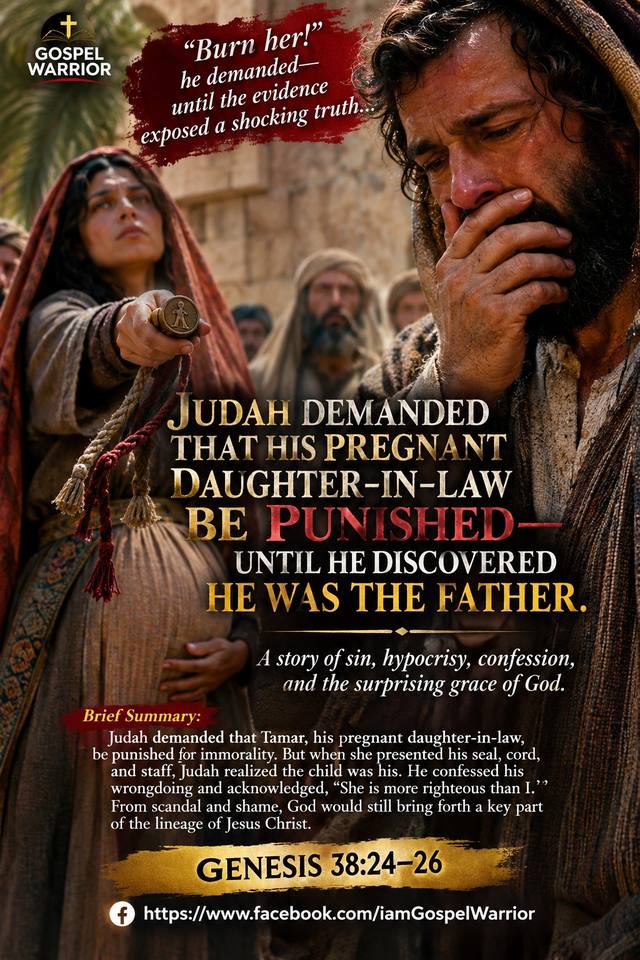 GOSPEL
WARRIOR
“Burn her!”
he demanded—
until the evidence
exposed a shocking truth...
JUDAH DEMANDED
THAT HIS PREGNANT
DAUGHTER-IN-LAW
BE PUNISHED—
UNTIL HE DISCOVERED
HE WAS THE FATHER.
A story of sin, hypocrisy, confession,
and the surprising grace of God.
Brief Summary:
Judah demanded that Tamar, his pregnant daughter-in-law,
be punished for immorality. But when she presented his seal, cord,
and staff, Judah realized the child was his. He confessed his
wrongdoing and acknowledged, “She is more righteous than I.’’
From scandal and shame, God would still bring forth a key part
of the lineage of Jesus Christ.
GENESIS 38:24–26
https://www.facebook.com/iamGospelWarrior